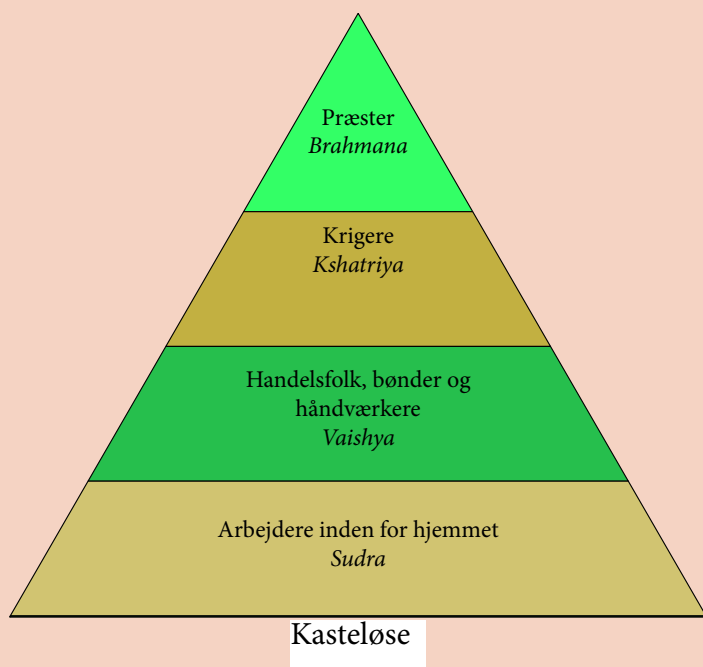 Præster
Brahmana
Krigere
Kshatriya
Handelsfolk, bønder og
håndværkere
Vaishya
Arbejdere inden for hjemmet
Sudra
Kasteløse